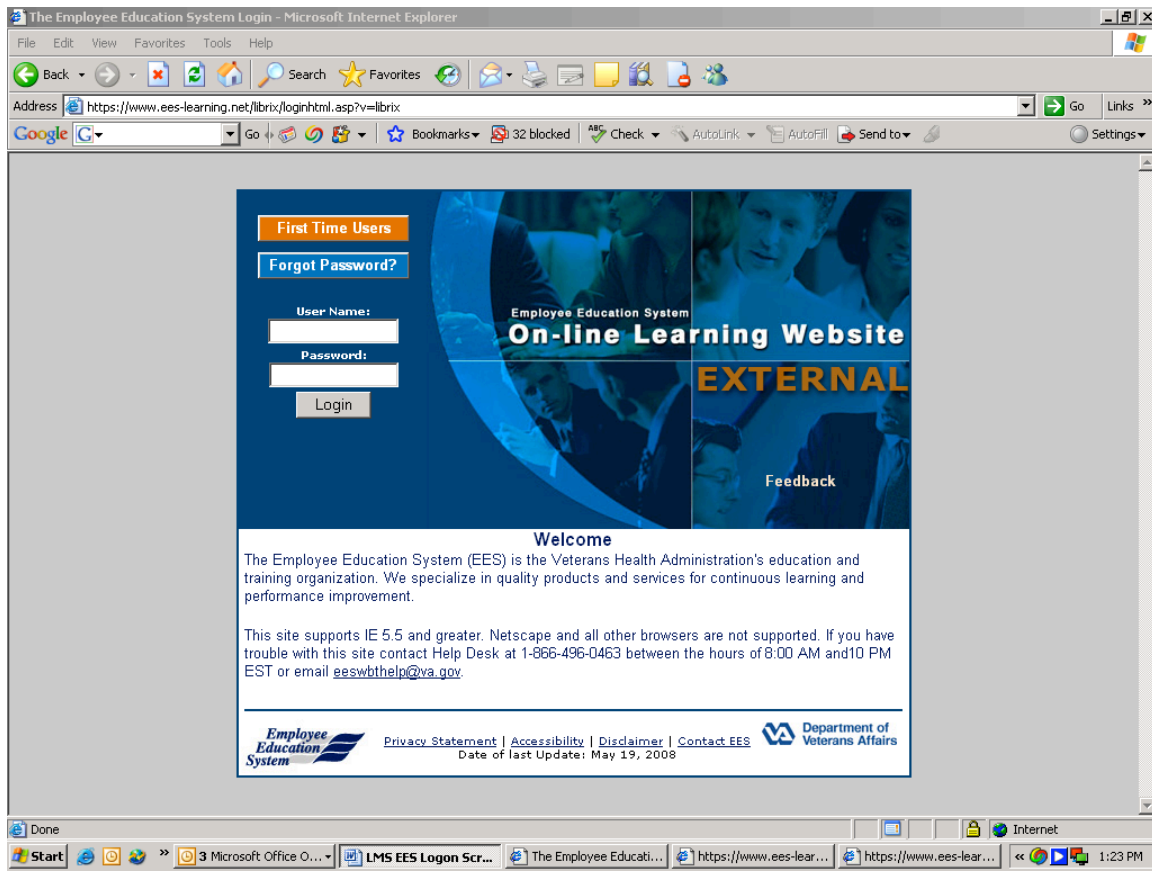 The Employee Education System Login - Microsoft Internet Explorer
File Edit View Favorites Tools Help
Back Search Favorites
Address https://www.ees-learning.net/librix/loginhtml.asp?v=librix Go Links »
Google G Go Bookmarks 32 blocked ABC Check AutoLink AutoFill Send to Settings
First Time Users
Forgot Password?
User Name:
Password:
Login
Employee Education System
On-line Learning Website
EXTERNAL
Feedback
Welcome
The Employee Education System (EES) is the Veterans Health Administration's education and
training organization. We specialize in quality products and services for continuous learning and
performance improvement.
This site supports IE 5.5 and greater. Netscape and all other browsers are not supported. If you have
trouble with this site contact Help Desk at 1-866-496-0463 between the hours of 8:00 AM and10 PM
EST or email eeswbthelp@va.gov.
Employee
Education
System
Privacy Statement | Accessibility | Disclaimer | Contact EES
Date of last Update: May 19, 2008
VA Department of
Veterans Affairs
Done Internet
Start » 3 Microsoft Office O... LMS EES Logon Scr... The Employee Educati... https://www.ees-lear... https://www.ees-lear... « 1:23 PM